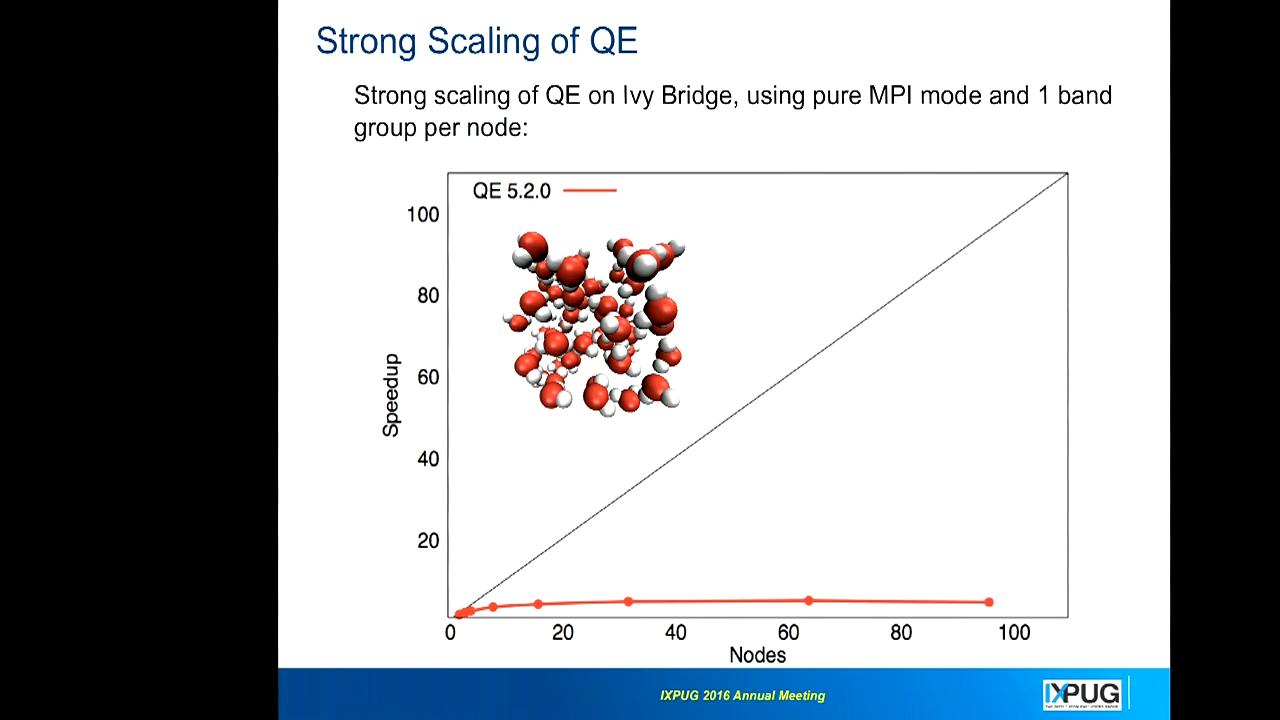 Strong Scaling of QE
Strong scaling of QE on Ivy Bridge, using pure MPI mode and 1 band
group per node:
QE 5.2.0
100
80
60
40
20
Speedup
0 20 40 60 80 100
Nodes
IXPUG 2016 Annual Meeting
IXPUG